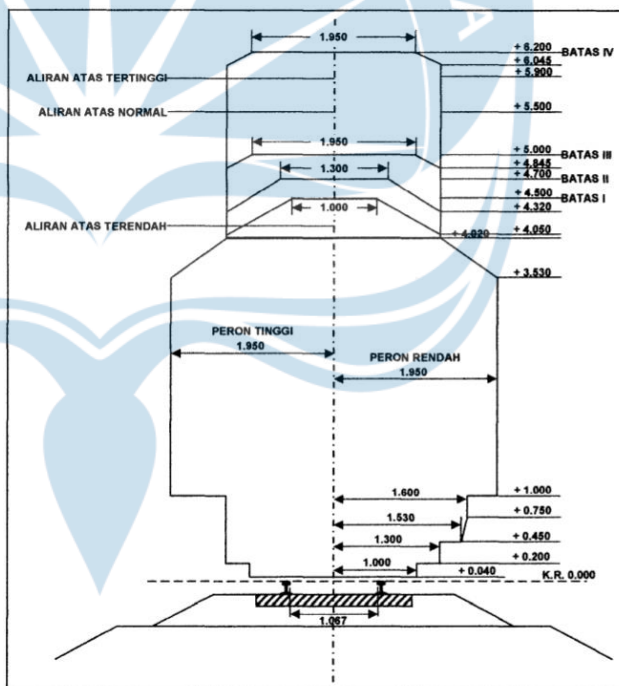 1.950
+ 6.200 BATAS IV
+ 6.045
ALIRAN ATAS TERTINGGI
+ 5.900
ALIRAN ATAS NORMAL
+ 5.500
1.950
+ 5.000 BATAS III
+ 4.845
1.300
+ 4.700 BATAS II
+ 4.500 BATAS I
1.000
+ 4.320
ALIRAN ATAS TERENDAH
+ 4.050
+ 4.020
+ 3.530
PERON TINGGI
1.950
PERON RENDAH
1.950
1.600
+ 1.000
1.530
+ 0.750
1.300
+ 0.450
1.000
+ 0.200
+ 0.040
K.R. 0.000
1.067
A